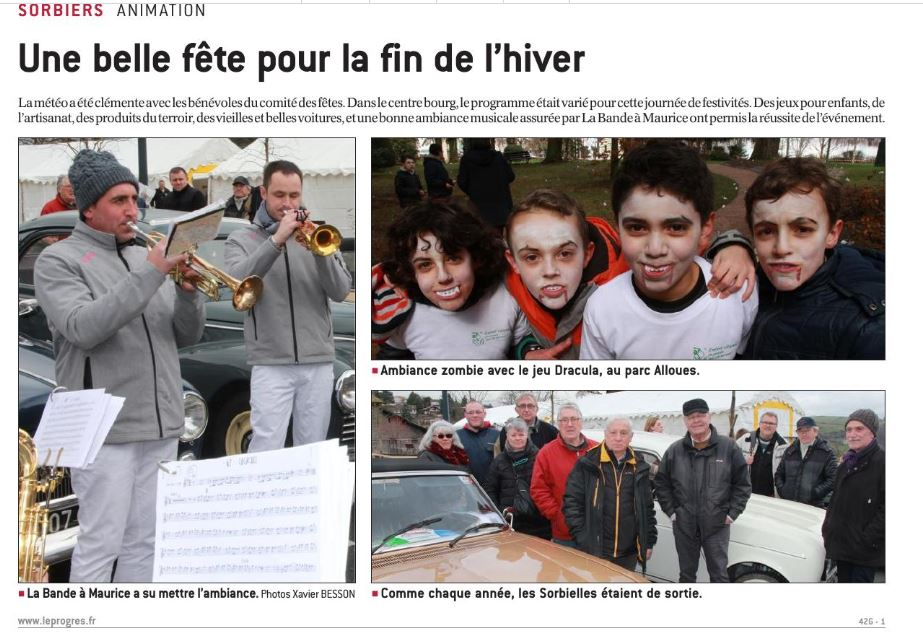 SORBIERS ANIMATION
Une belle fête pour la fin de l'hiver
La météo a été clémente avec les bénévoles du comité des fêtes. Dans le centre bourg, le programme était varié pour cette journée de festivités. Des jeux pour enfants, de
l'artisanat, des produits du terroir, des vieilles et belles voitures, et une bonne ambiance musicale assurée par La Bande à Maurice ont permis la réussite de l'événement.
Ambiance zombie avec le jeu Dracula, au parc Alloues.
07
La Bande à Maurice a su mettre l'ambiance. Photos Xavier BESSON
Comme chaque année, les Sorbielles étaient de sortie.
www.leprogres.fr
42G - 1